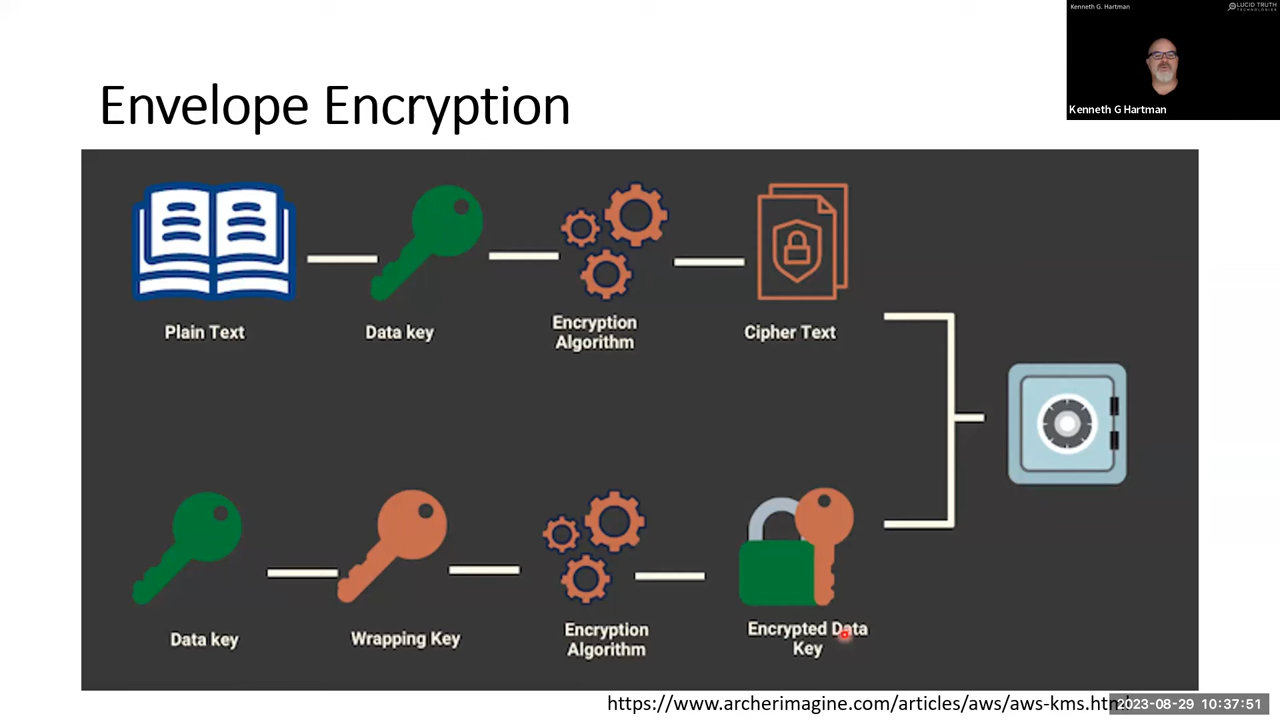 Kenneth G. Hartman
LUCID TRUTH
TECHNOLOGIES
Kenneth G Hartman
Envelope Encryption
Plain Text
Data key
Encryption
Algorithm
Cipher Text
Data key
Wrapping Key
Encryption
Algorithm
Encrypted Data
Key
https://www.archerimagine.com/articles/aws/aws-kms.html
2023-08-29 10:37:51